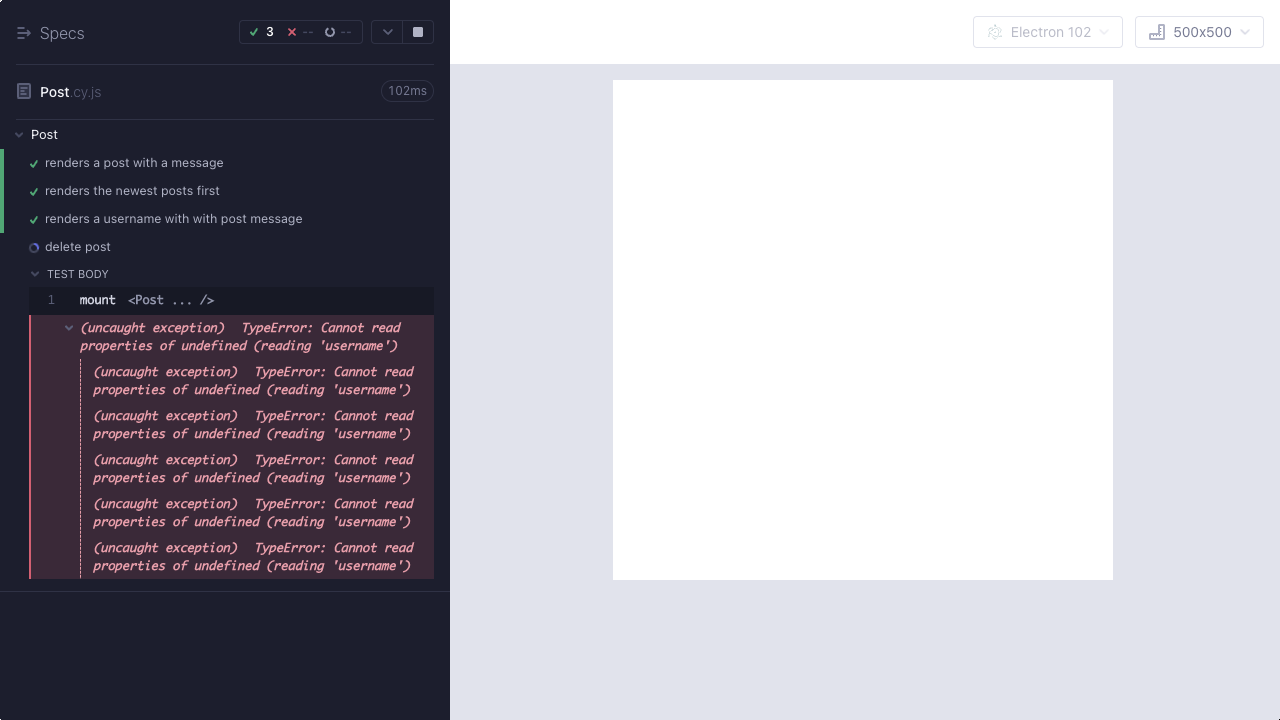 Specs
3 -- --
Electron 102
500x500
Post.cy.js
102ms
Post
renders a post with a message
renders the newest posts first
renders a username with with post message
delete post
TEST BODY
1 mount <Post ... />
(uncaught exception) TypeError: Cannot read
properties of undefined (reading 'username')
(uncaught exception) TypeError: Cannot read
properties of undefined (reading 'username')
(uncaught exception) TypeError: Cannot read
properties of undefined (reading 'username')
(uncaught exception) TypeError: Cannot read
properties of undefined (reading 'username')
(uncaught exception) TypeError: Cannot read
properties of undefined (reading 'username')
(uncaught exception) TypeError: Cannot read
properties of undefined (reading 'username')